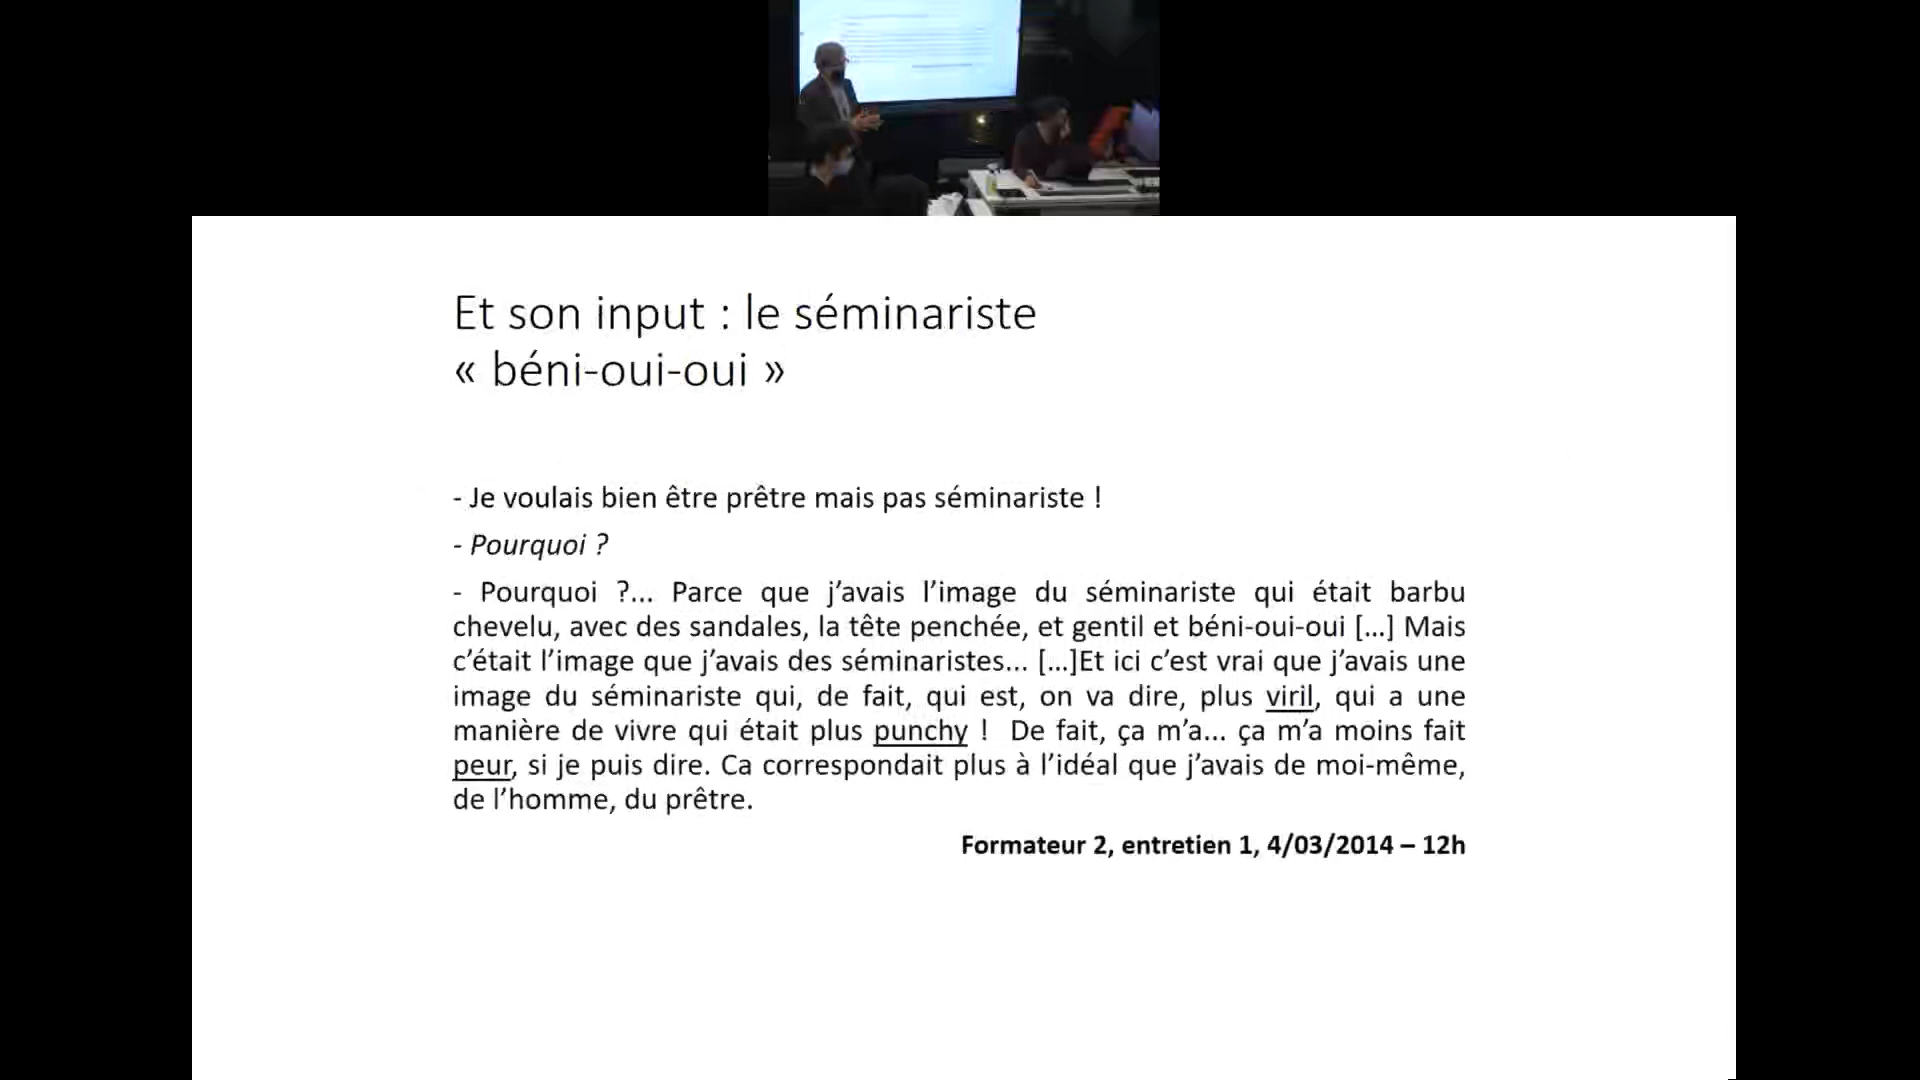 Et son input : le séminariste
« béni-oui-oui »
- Je voulais bien être prêtre mais pas séminariste !
- Pourquoi ?
- Pourquoi ?... Parce que j’avais l’image du séminariste qui était barbu
chevelu, avec des sandales, la tête penchée, et gentil et béni-oui-oui [...] Mais
c’était l’image que j’avais des séminaristes... [...]Et ici c’est vrai que j’avais une
image du séminariste qui, de fait, qui est, on va dire, plus viril, qui a une
manière de vivre qui était plus punchy !  De fait, ça m’a... ça m’a moins fait
peur, si je puis dire. Ca correspondait plus à l’idéal que j’avais de moi-même,
de l’homme, du prêtre.
Formateur 2, entretien 1, 4/03/2014 – 12h